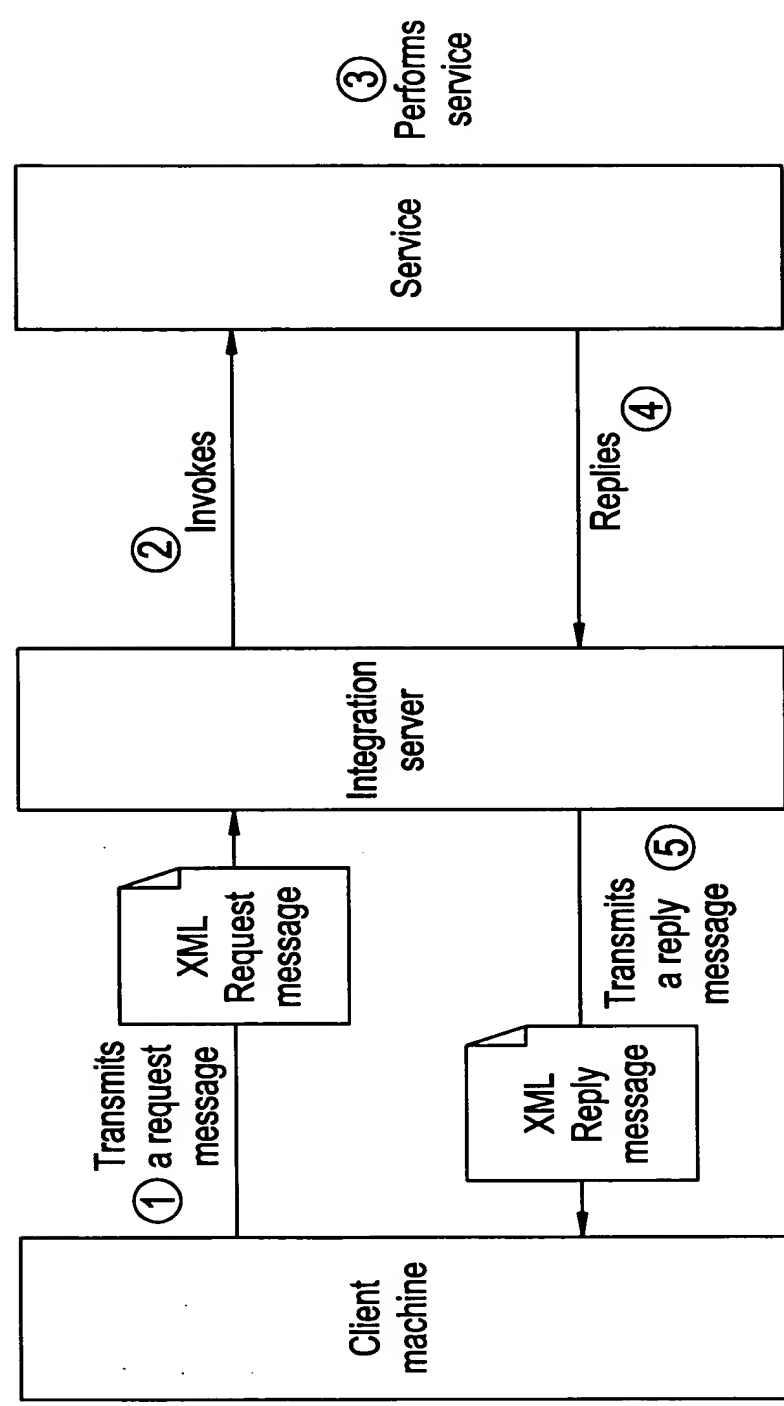 Client
machine
Transmits
① a request
message
XML
Request
message
Integration
server
② 
Invokes
Service
③
Performs
service
Replies
④
Transmits
a reply ⑤
message
XML
Reply
message